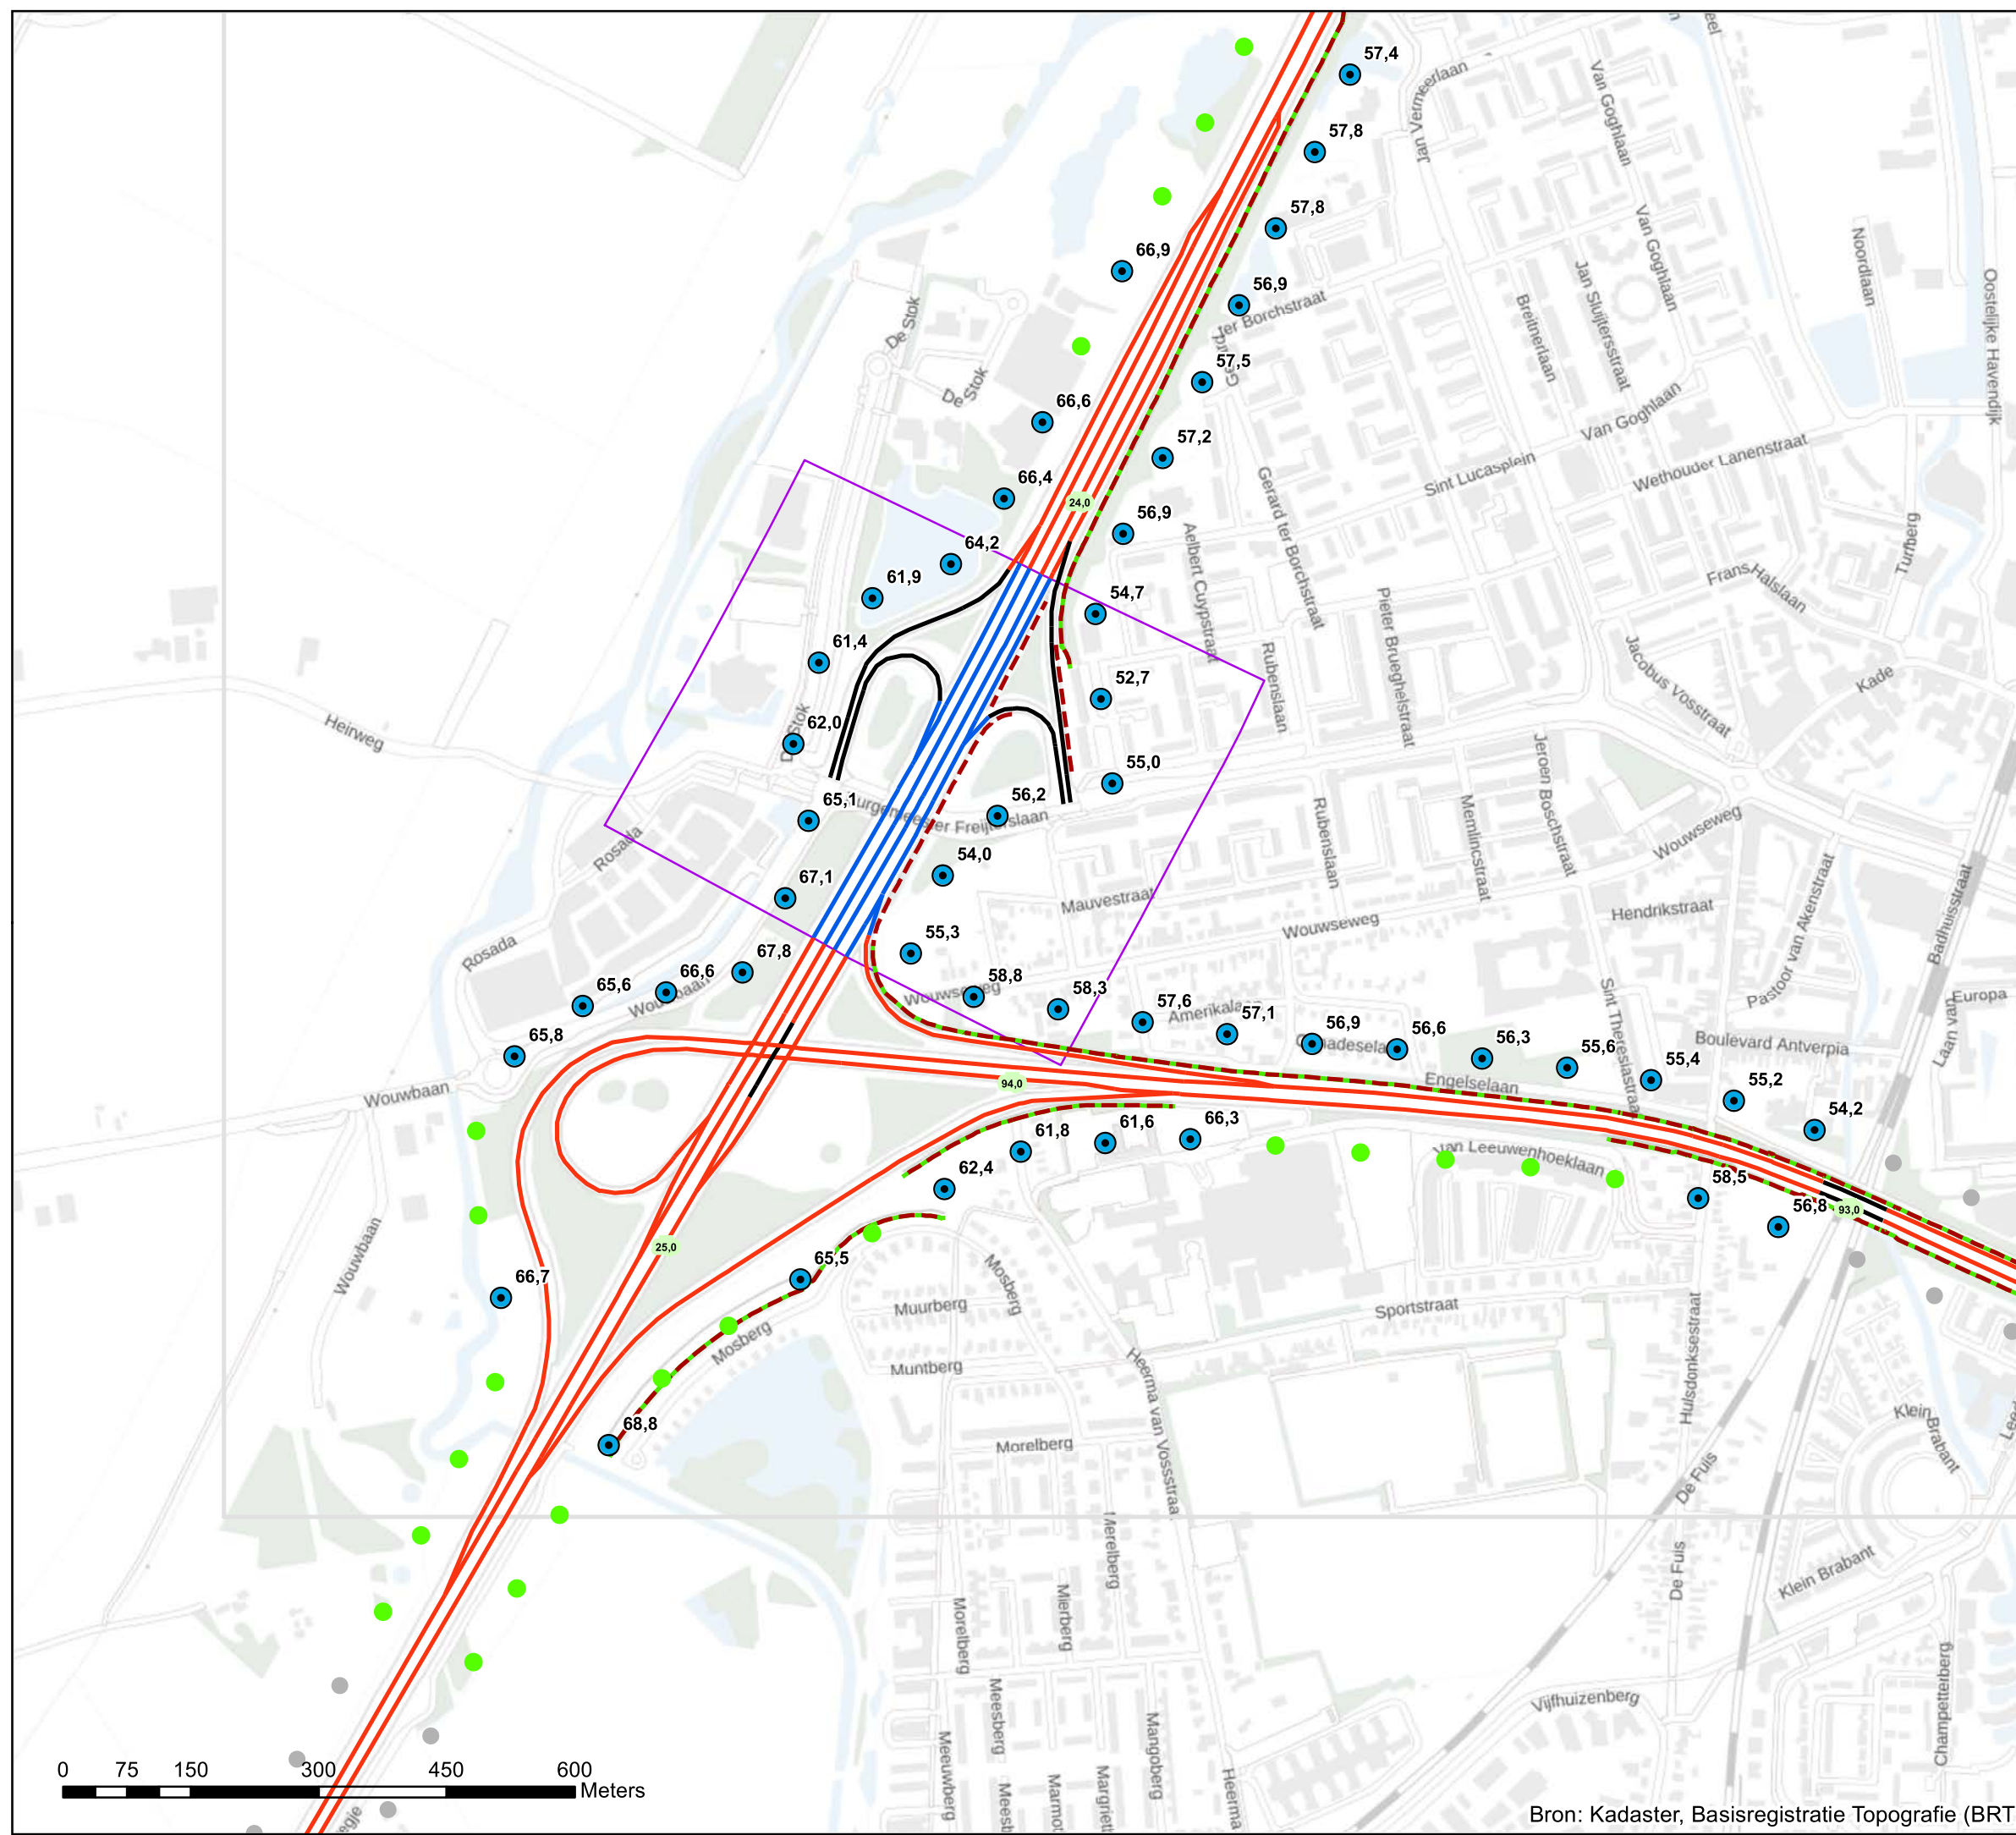 57,4
57,8
57,8
66,9
56,9
57,5
66,6
57,2
66,4
24,0
56,9
64,2
61,9
54,7
61,4
52,7
62,0
55,0
65,1
56,2
54,0
67,1
55,3
67,8
66,6
65,6
58,8
58,3
57,6
57,1
65,8
56,9
56,6
56,3
55,6
55,4
55,2
54,2
94,0
61,8
61,6
66,3
62,4
58,5
56,8
93,0
25,0
65,5
66,7
68,8
Jan Vermeerlaan
Van Goghlaan
Van Goghlaan
Noordlaan
Oostelijke Havendijk
Jan Sluijtersstraat
Breitnerlaan
ter Borchstraat
Gerard
De Stok
De Stok
Van Goghlaan
Sint Lucasplein
Wethouder Lanenstraat
Gerard ter Borchstraat
Aelbert Cuypstraat
Turfberg
Frans Halslaan
Pieter Brueghelstraat
Jacobus Vosstraat
Kade
Rubenslaan
Heirweg
Jeroen Boschstraat
Memlincstraat
Wouwseweg
Rubenslaan
Rosada
Rosada
Mauvestraat
Wouwseweg
Hendrikstraat
Pastoor van Akenstraat
Badhuisstraat
Wouwseweg
Amerikalaan
Engelselaan
Boulevard Antverpia
Europa
Laan van
Wouwbaan
Wouwbaan
Wouwbaan
van Leeuwenhoeklaan
Mosberg
Mosberg
Muurberg
Muntberg
Sportstraat
Hulsdonksestraat
Morelberg
Klein Brabant
De Fuis
De Fuis
Merelberg
Klein Brabant
Mierberg
Morelberg
Meesberg
Mangoberg
Meeuwberg
Vijfhuizenberg
Champetterberg
Heerma
0 75 150 300 450 600
Meters
Bron: Kadaster, Basisregistratie Topografie (BRT